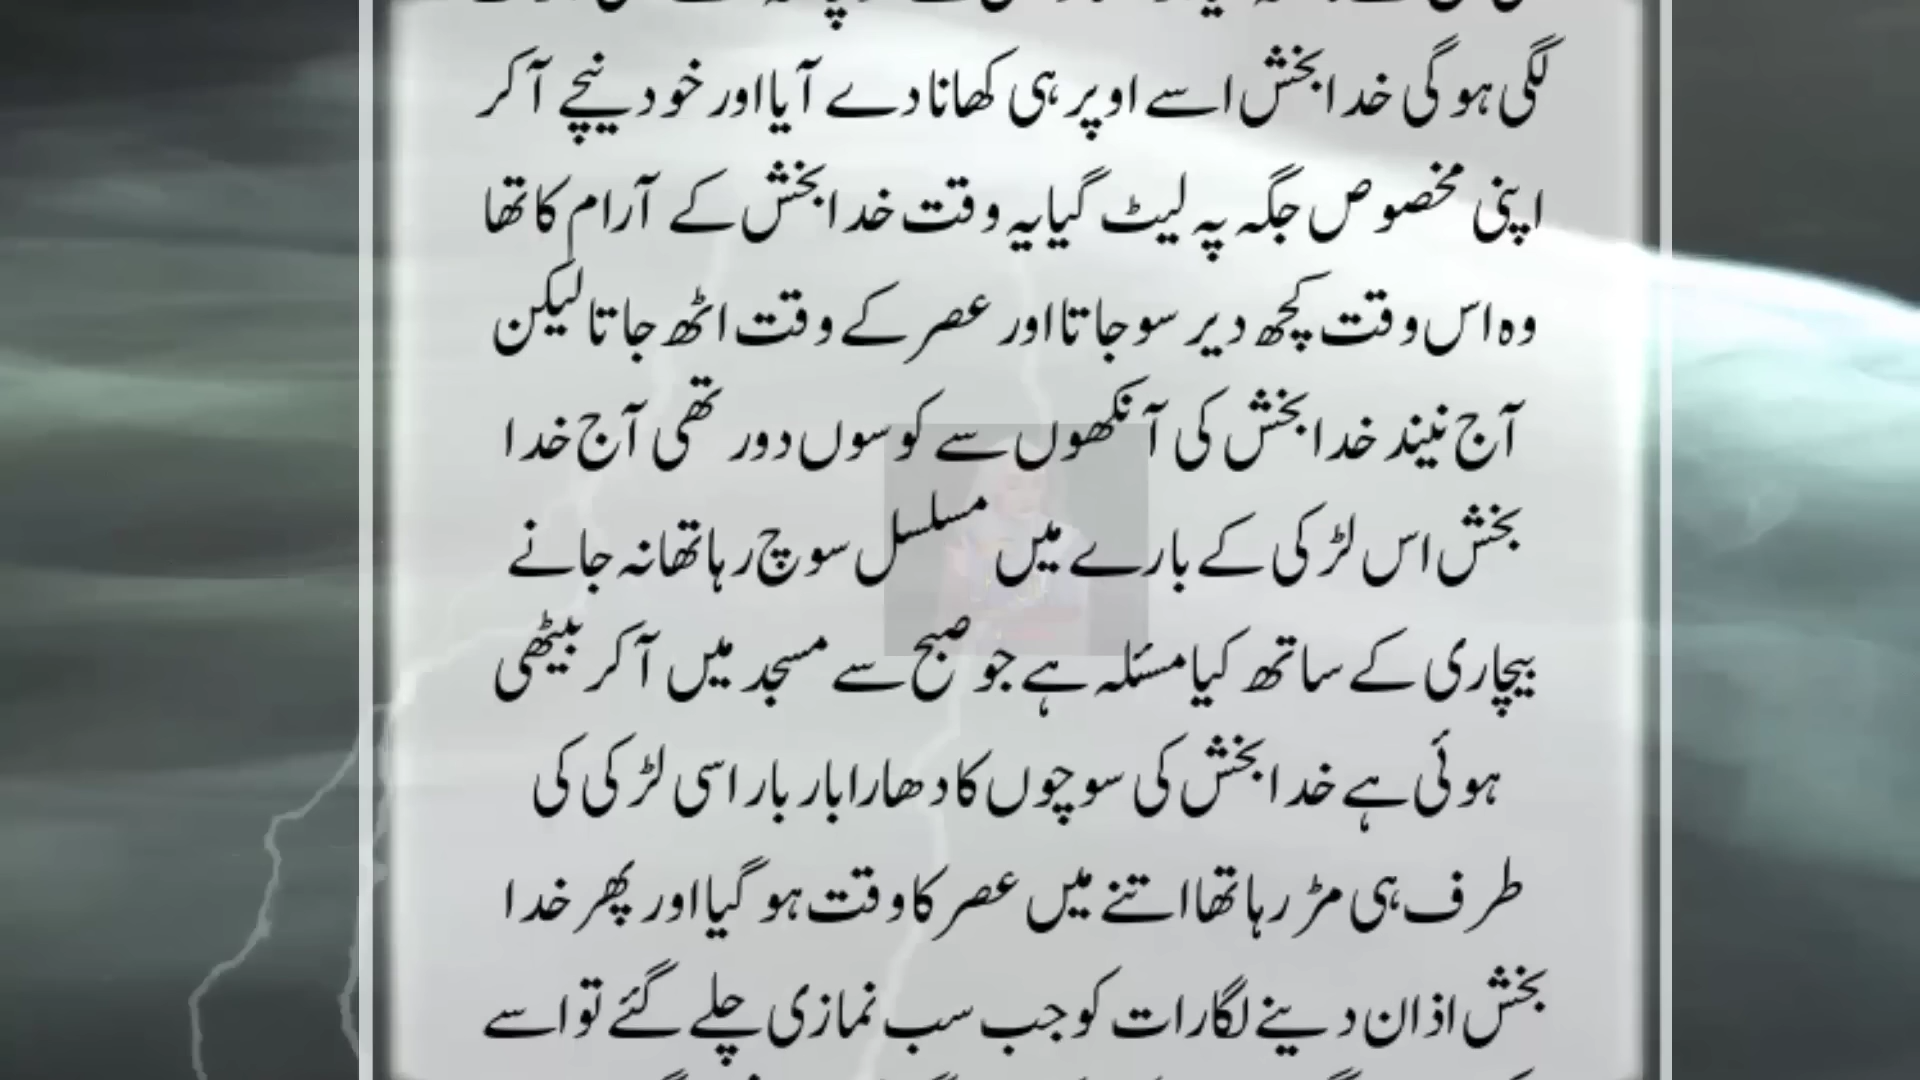 لگی ہو گی خدا بخش اسے اوپر ہی کھانا دے آیا اور خود نیچے آ کر
اپنی مخصوص جگہ پہ لیٹ گیا یہ وقت خدا بخش کے آرام کا تھا
وہ اس وقت کچھ دیر سو جاتا اور عصر کے وقت اٹھ جاتا لیکن
آج نیند خدا بخش کی آنکھوں سے کوسوں دور تھی آج خدا
بخش اس لڑکی کے بارے میں مسلسل سوچ رہا تھا نہ جانے
بیچاری کے ساتھ کیا مسئلہ ہے جو صبح سے مسجد میں آ کر بیٹھی
ہوئی ہے خدا بخش کی سوچوں کا دھارا بار بار اسی لڑکی کی
طرف ہی مڑ رہا تھا اتنے میں عصر کا وقت ہو گیا اور پھر خدا
بخش اذان دینے لگا رات کو جب سب نمازی چلے گئے تو اسے